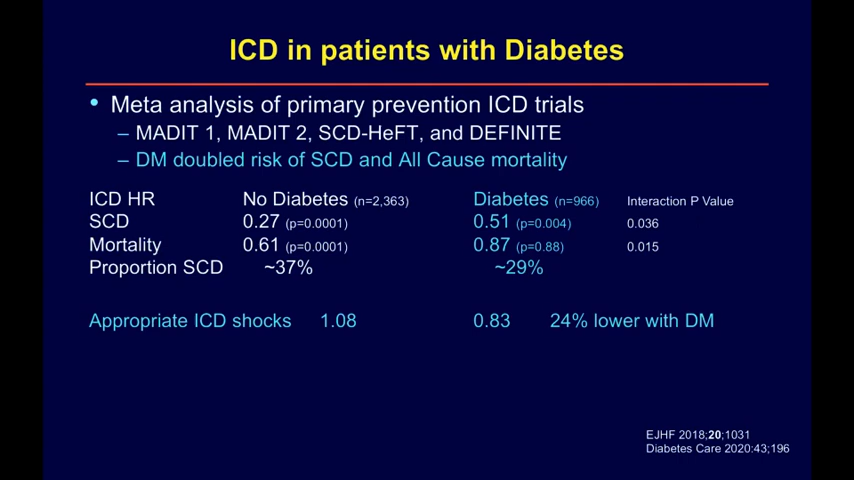 ICD in patients with Diabetes
• Meta analysis of primary prevention ICD trials
– MADIT 1, MADIT 2, SCD-HeFT, and DEFINITE
– DM doubled risk of SCD and All Cause mortality
ICD HR No Diabetes (n=2,363) Diabetes (n=966) Interaction P Value
SCD 0.27 (p=0.0001) 0.51 (p=0.004) 0.036
Mortality 0.61 (p=0.0001) 0.87 (p=0.88) 0.015
Proportion SCD ~37% ~29%
Appropriate ICD shocks 1.08 0.83 24% lower with DM
EJHF 2018;20;1031
Diabetes Care 2020:43;196